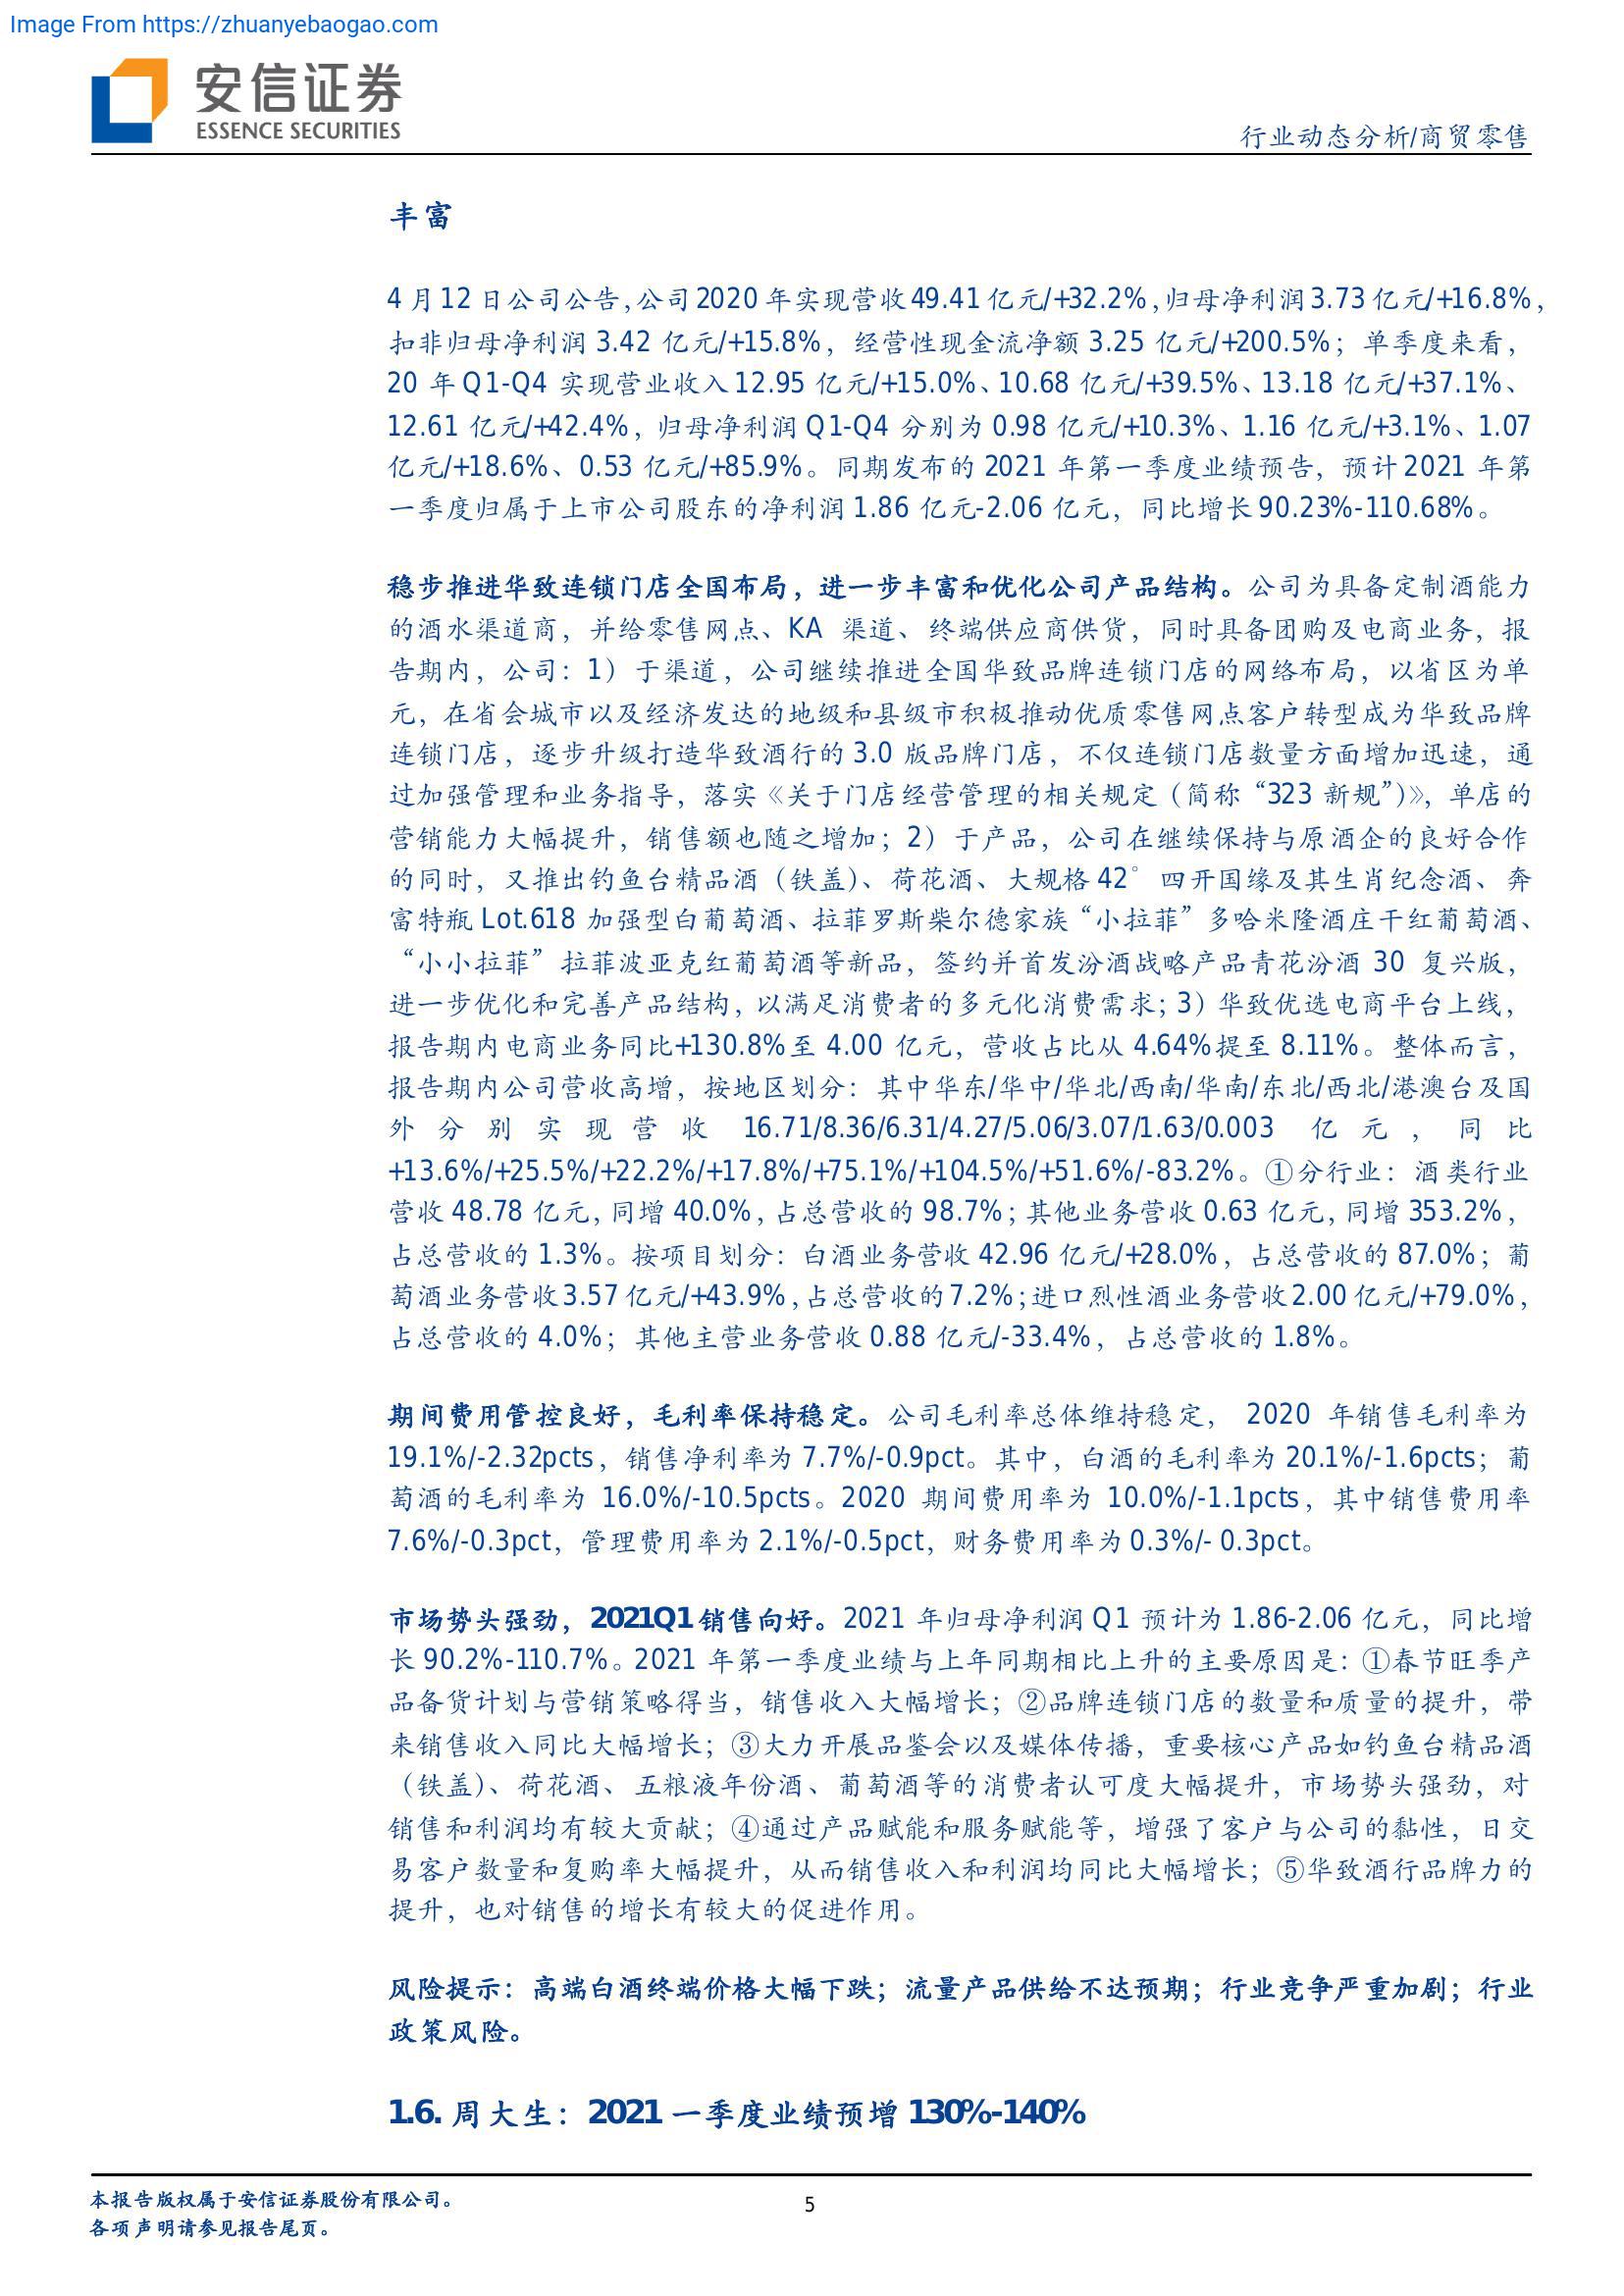 Image From https://zhuanyebaogao.com
安信证券
ESSENCE SECURITIES
行业动态分析/商贸零售
丰富
4 月 12 日公司公告，公司 2020 年实现营收 49.41 亿元/+32.2%，归母净利润 3.73 亿元/+16.8%，
扣非归母净利润 3.42 亿元/+15.8%，经营性现金流净额 3.25 亿元/+200.5%；单季度来看，
20 年 Q1-Q4 实现营业收入 12.95 亿元/+15.0%、10.68 亿元/+39.5%、13.18 亿元/+37.1%、
12.61 亿元/+42.4%，归母净利润 Q1-Q4 分别为 0.98 亿元/+10.3%、1.16 亿元/+3.1%、1.07
亿元/+18.6%、0.53 亿元/+85.9%。同期发布的 2021 年第一季度业绩预告，预计 2021 年第
一季度归属于上市公司股东的净利润 1.86 亿元-2.06 亿元，同比增长 90.23%-110.68%。
稳步推进华致连锁门店全国布局，进一步丰富和优化公司产品结构。公司为具备定制酒能力
的酒水渠道商，并给零售网点、KA 渠道、终端供应商供货，同时具备团购及电商业务，报
告期内，公司：1）于渠道，公司继续推进全国华致品牌连锁门店的网络布局，以省区为单
元，在省会城市以及经济发达的地级和县级市积极推动优质零售网点客户转型成为华致品牌
连锁门店，逐步升级打造华致酒行的 3.0 版品牌门店，不仅连锁门店数量方面增加迅速，通
过加强管理和业务指导，落实《关于门店经营管理的相关规定（简称“323 新规”）》，单店的
营销能力大幅提升，销售额也随之增加；2）于产品，公司在继续保持与原酒企的良好合作
的同时，又推出钓鱼台精品酒（铁盖）、荷花酒、大规格 42°四开国缘及其生肖纪念酒、奔
富特瓶 Lot.618 加强型白葡萄酒、拉菲罗斯柴尔德家族“小拉菲”多哈米隆酒庄干红葡萄酒、
“小小拉菲”拉菲波亚克红葡萄酒等新品，签约并首发汾酒战略产品青花汾酒 30 复兴版，
进一步优化和完善产品结构，以满足消费者的多元化消费需求；3）华致优选电商平台上线，
报告期内电商业务同比+130.8%至 4.00 亿元，营收占比从 4.64%提至 8.11%。整体而言，
报告期内公司营收高增，按地区划分：其中华东/华中/华北/西南/华南/东北/西北/港澳台及国
外分别实现营收 16.71/8.36/6.31/4.27/5.06/3.07/1.63/0.003 亿元，同比
+13.6%/+25.5%/+22.2%/+17.8%/+75.1%/+104.5%/+51.6%/-83.2%。①分行业：酒类行业
营收 48.78 亿元，同增 40.0%，占总营收的 98.7%；其他业务营收 0.63 亿元，同增 353.2%，
占总营收的 1.3%。按项目划分：白酒业务营收 42.96 亿元/+28.0%，占总营收的 87.0%；葡
萄酒业务营收 3.57 亿元/+43.9%，占总营收的 7.2%；进口烈性酒业务营收 2.00 亿元/+79.0%，
占总营收的 4.0%；其他主营业务营收 0.88 亿元/-33.4%，占总营收的 1.8%。
期间费用管控良好，毛利率保持稳定。公司毛利率总体维持稳定， 2020 年销售毛利率为
19.1%/-2.32pcts，销售净利率为 7.7%/-0.9pct。其中，白酒的毛利率为 20.1%/-1.6pcts；葡
萄酒的毛利率为 16.0%/-10.5pcts。2020 期间费用率为 10.0%/-1.1pcts，其中销售费用率
7.6%/-0.3pct，管理费用率为 2.1%/-0.5pct，财务费用率为 0.3%/- 0.3pct。
市场势头强劲，2021Q1 销售向好。2021 年归母净利润 Q1 预计为 1.86-2.06 亿元，同比增
长 90.2%-110.7%。2021 年第一季度业绩与上年同期相比上升的主要原因是：①春节旺季产
品备货计划与营销策略得当，销售收入大幅增长；②品牌连锁门店的数量和质量的提升，带
来销售收入同比大幅增长；③大力开展品鉴会以及媒体传播，重要核心产品如钓鱼台精品酒
（铁盖）、荷花酒、五粮液年份酒、葡萄酒等的消费者认可度大幅提升，市场势头强劲，对
销售和利润均有较大贡献；④通过产品赋能和服务赋能等，增强了客户与公司的黏性，日交
易客户数量和复购率大幅提升，从而销售收入和利润均同比大幅增长；⑤华致酒行品牌力的
提升，也对销售的增长有较大的促进作用。
风险提示：高端白酒终端价格大幅下跌；流量产品供给不达预期；行业竞争严重加剧；行业
政策风险。
1.6. 周大生：2021 一季度业绩预增 130%-140%
本报告版权属于安信证券股份有限公司。
5
各项声明请参见报告尾页。